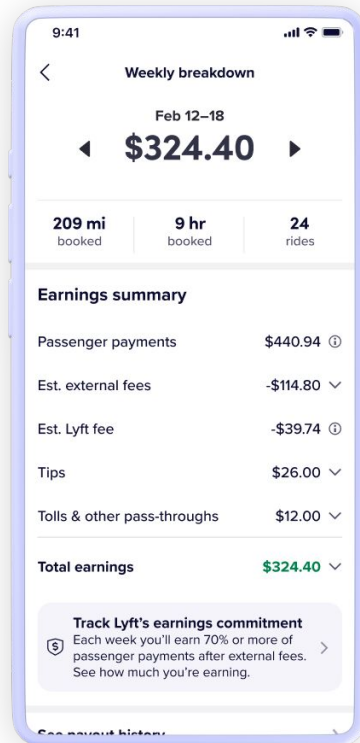 9:41
Weekly breakdown
Feb 12–18
$324.40
209 mi
booked
9 hr
booked
24
rides
Earnings summary
Passenger payments $440.94
Est. external fees -$114.80
Est. Lyft fee -$39.74
Tips $26.00
Tolls & other pass-throughs $12.00
Total earnings $324.40
Track Lyft’s earnings commitment
Each week you’ll earn 70% or more of
passenger payments after external fees.
See how much you’re earning.
See payout history